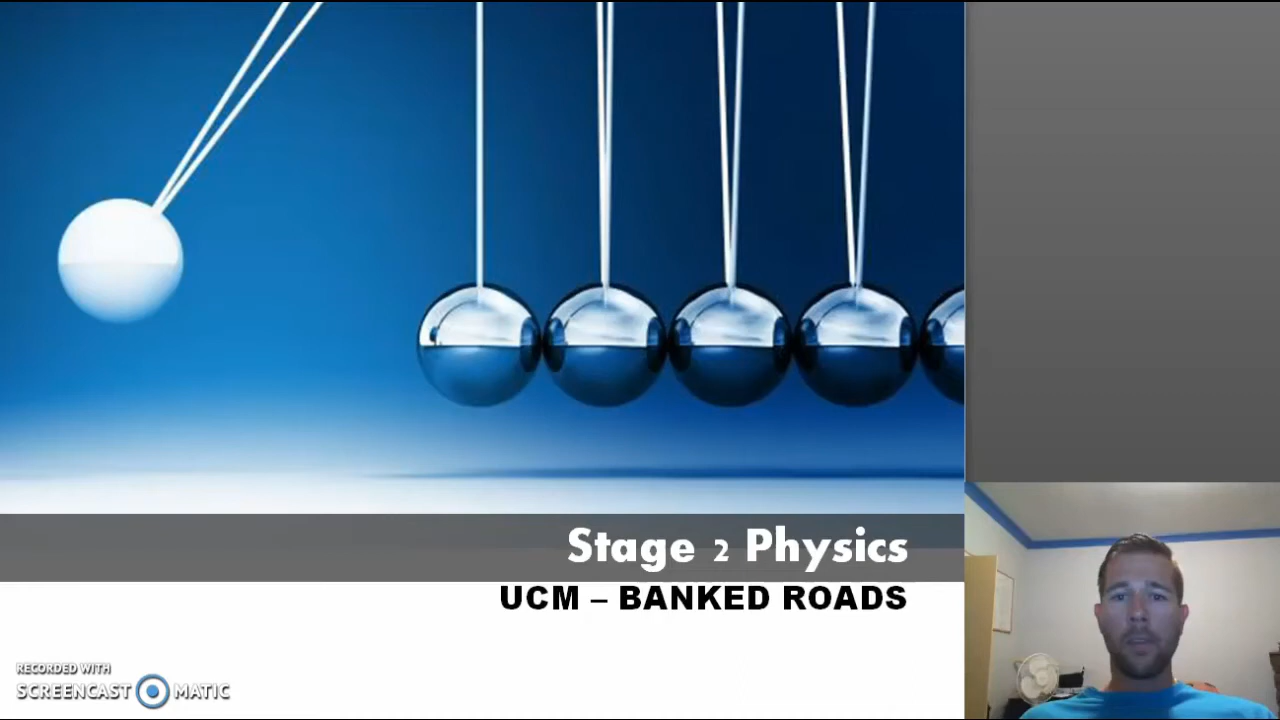 Stage 2 Physics
UCM – BANKED ROADS
RECORDED WITH
SCREENCAST MATIC